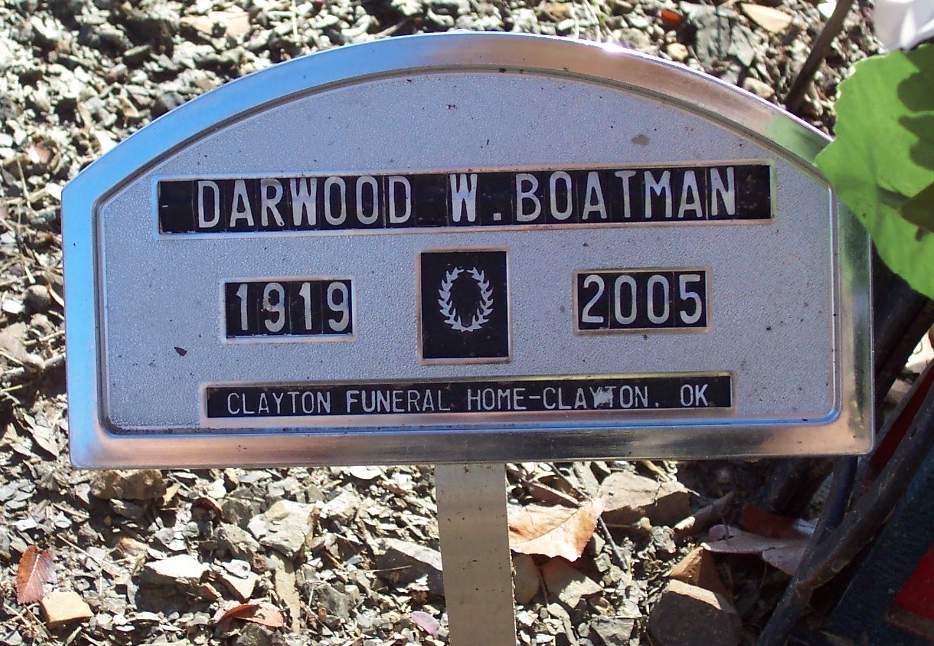 DARWOOD W. BOATMAN
1919 2005
CLAYTON FUNERAL HOME-CLAYTON. OK